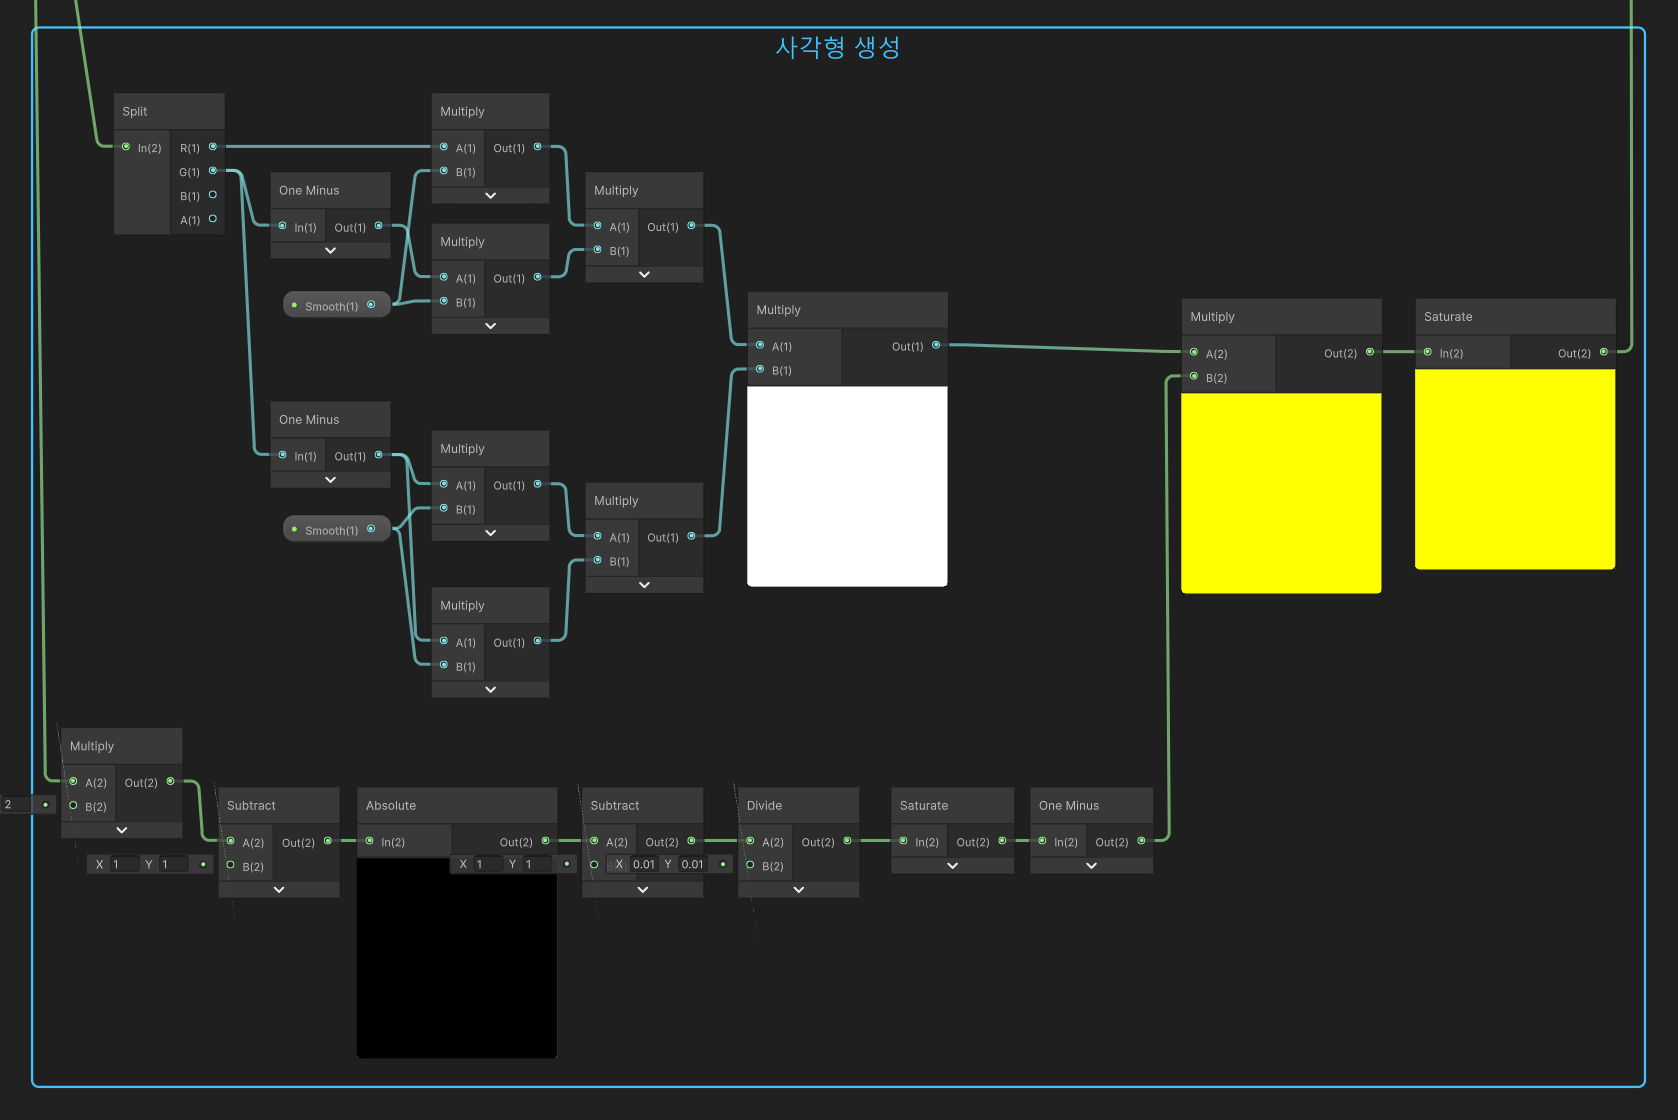 사각형 생성
Split
In(2) R(1)
G(1)
B(1)
A(1)
Multiply
A(1) Out(1)
B(1)
One Minus
In(1) Out(1)
Multiply
A(1) Out(1)
B(1)
Smooth(1)
Multiply
A(1) Out(1)
B(1)
Multiply
A(1) Out(1)
B(1)
Multiply
A(2) Out(2)
B(2)
Saturate
In(2) Out(2)
One Minus
In(1) Out(1)
Smooth(1)
Multiply
A(1) Out(1)
B(1)
Multiply
A(1) Out(1)
B(1)
Multiply
A(1) Out(1)
B(1)
Multiply
A(2) Out(2)
2 B(2)
Subtract
A(2) Out(2)
X 1 Y 1 B(2)
Absolute
In(2) Out(2)
Subtract
A(2) Out(2)
X 1 Y 1
Divide
A(2) Out(2)
X 0.01 Y 0.01 B(2)
Saturate
In(2) Out(2)
One Minus
In(2) Out(2)